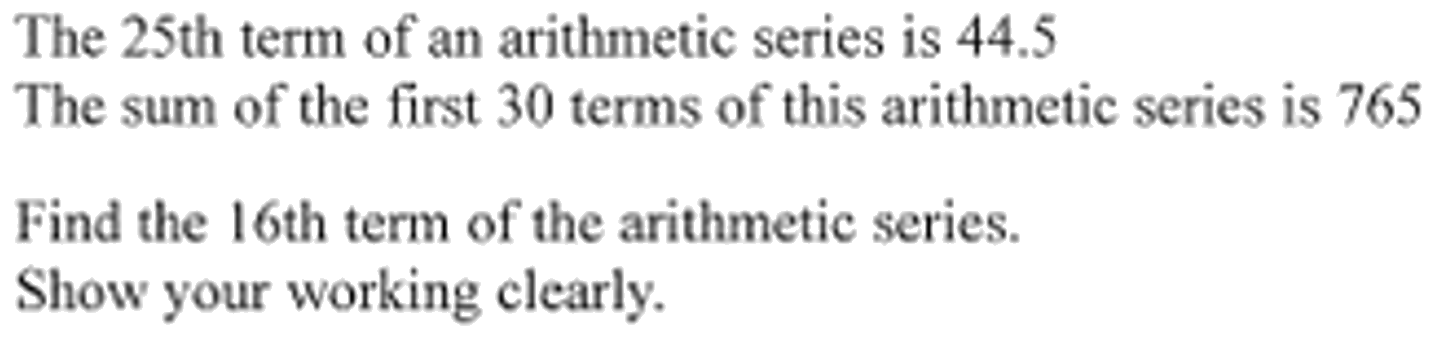 The 25th term of an arithmetic series is 44.5
The sum of the first 30 terms of this arithmetic series is 765
Find the 16th term of the arithmetic series.
Show your working clearly.